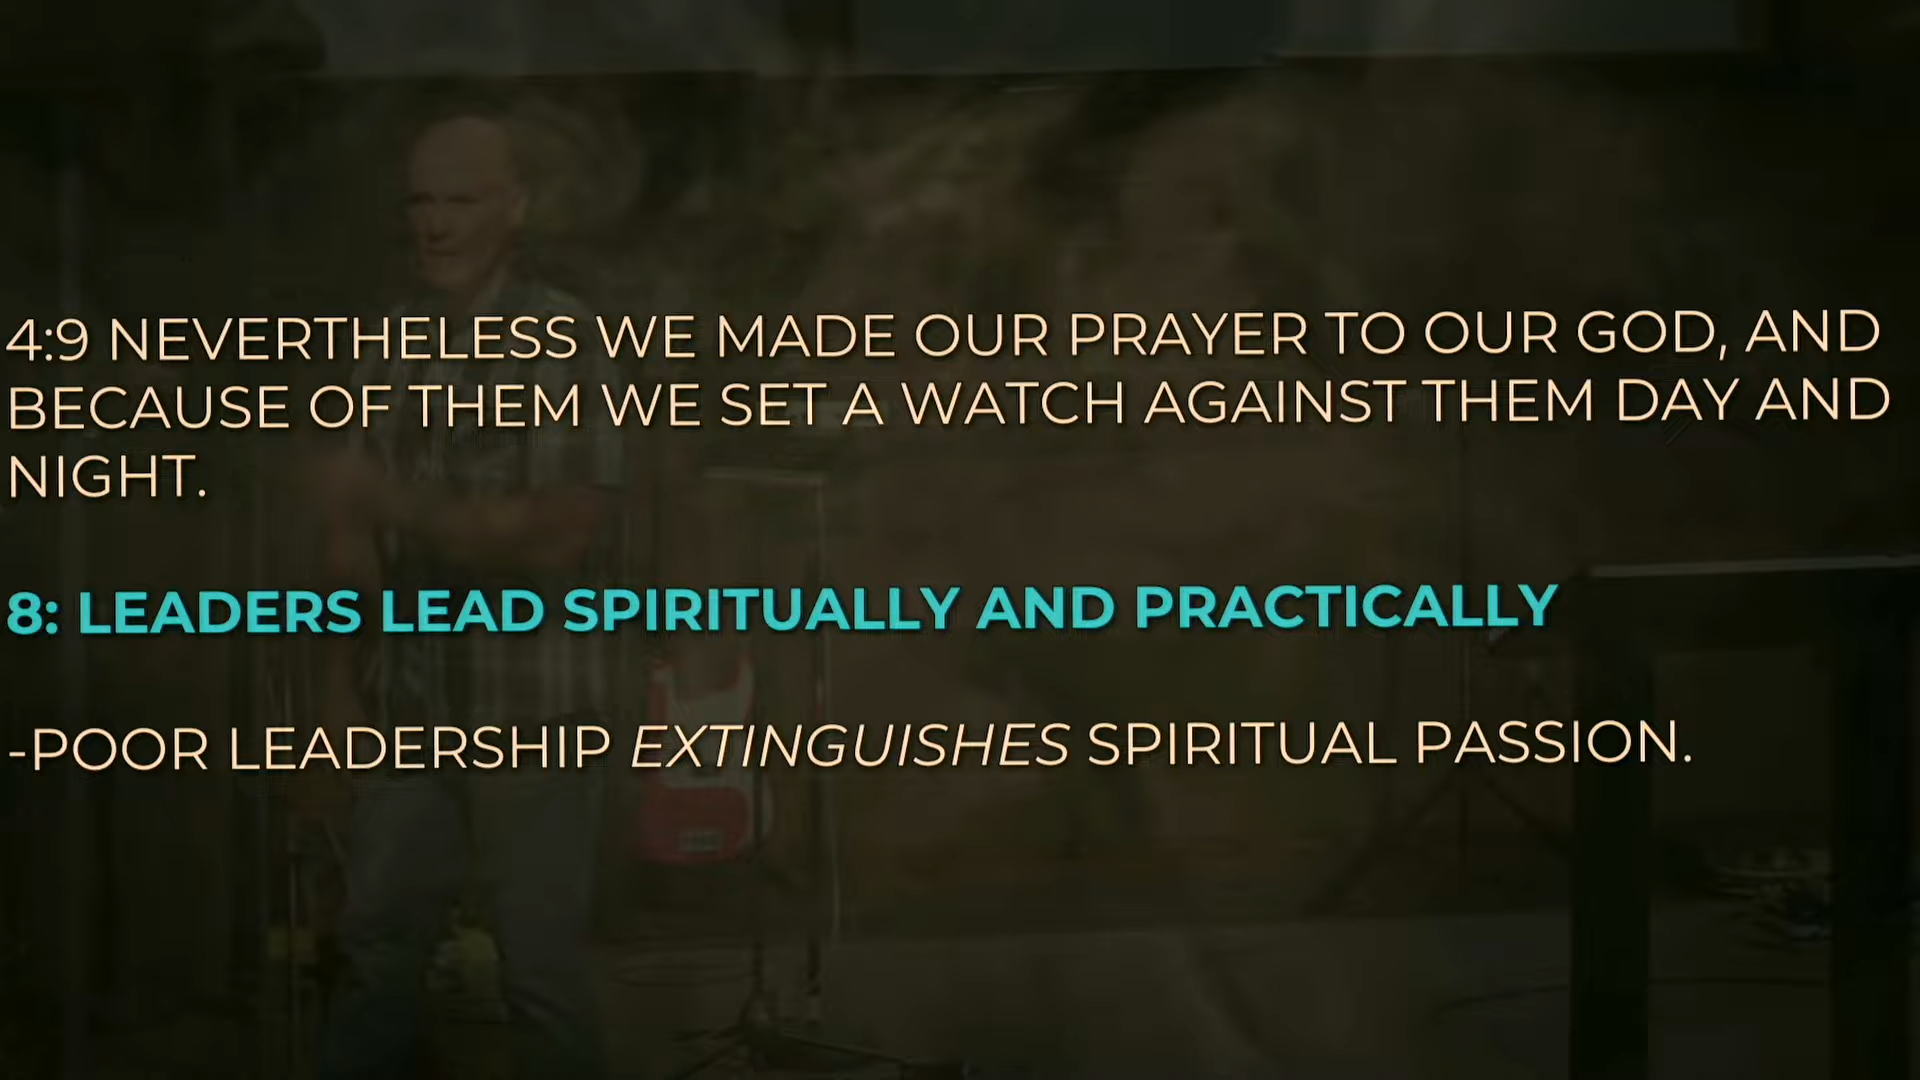 4:9 NEVERTHELESS WE MADE OUR PRAYER TO OUR GOD, AND
BECAUSE OF THEM WE SET A WATCH AGAINST THEM DAY AND
NIGHT.
8: LEADERS LEAD SPIRITUALLY AND PRACTICALLY
-POOR LEADERSHIP EXTINGUISHES SPIRITUAL PASSION.